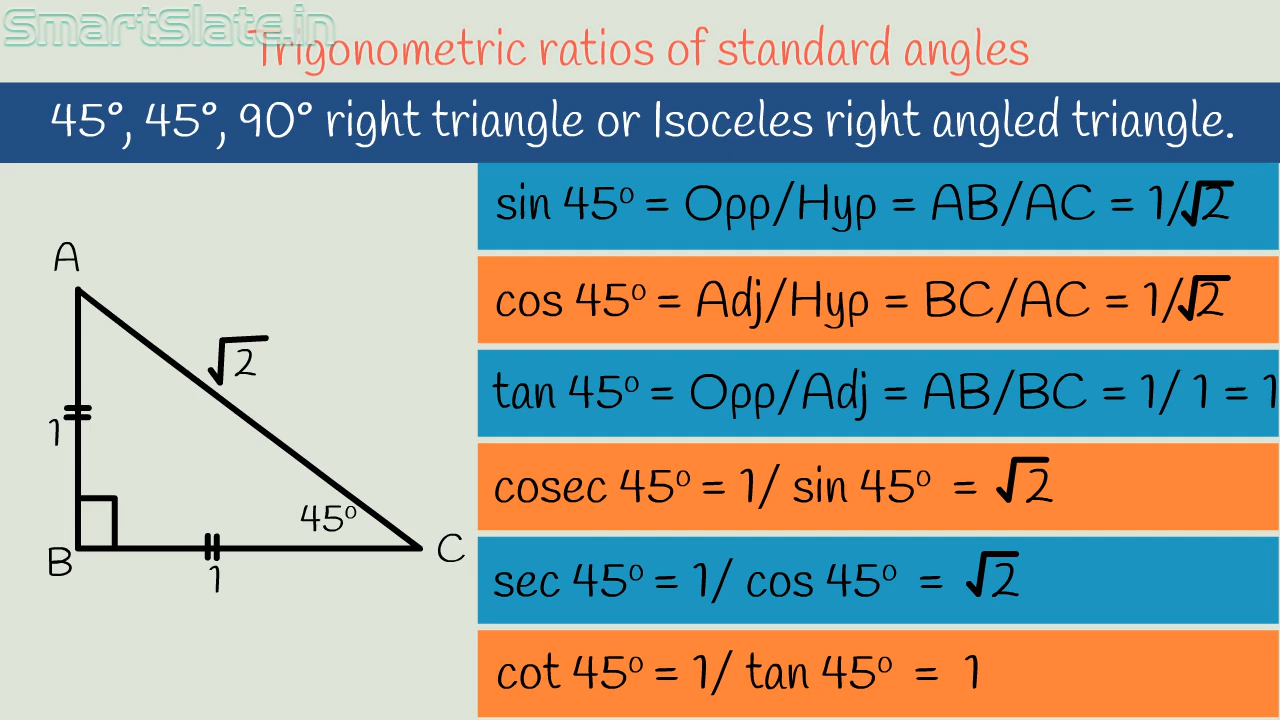 SmartSlate.in
Trigonometric ratios of standard angles
45°, 45°, 90° right triangle or Isoceles right angled triangle.
sin 45° = Opp/Hyp = AB/AC = 1/√2
cos 45° = Adj/Hyp = BC/AC = 1/√2
tan 45° = Opp/Adj = AB/BC = 1/ 1 = 1
cosec 45° = 1/ sin 45° = √2
sec 45° = 1/ cos 45° = √2
cot 45° = 1/ tan 45° = 1
A
√2
1
45°
B
C
1